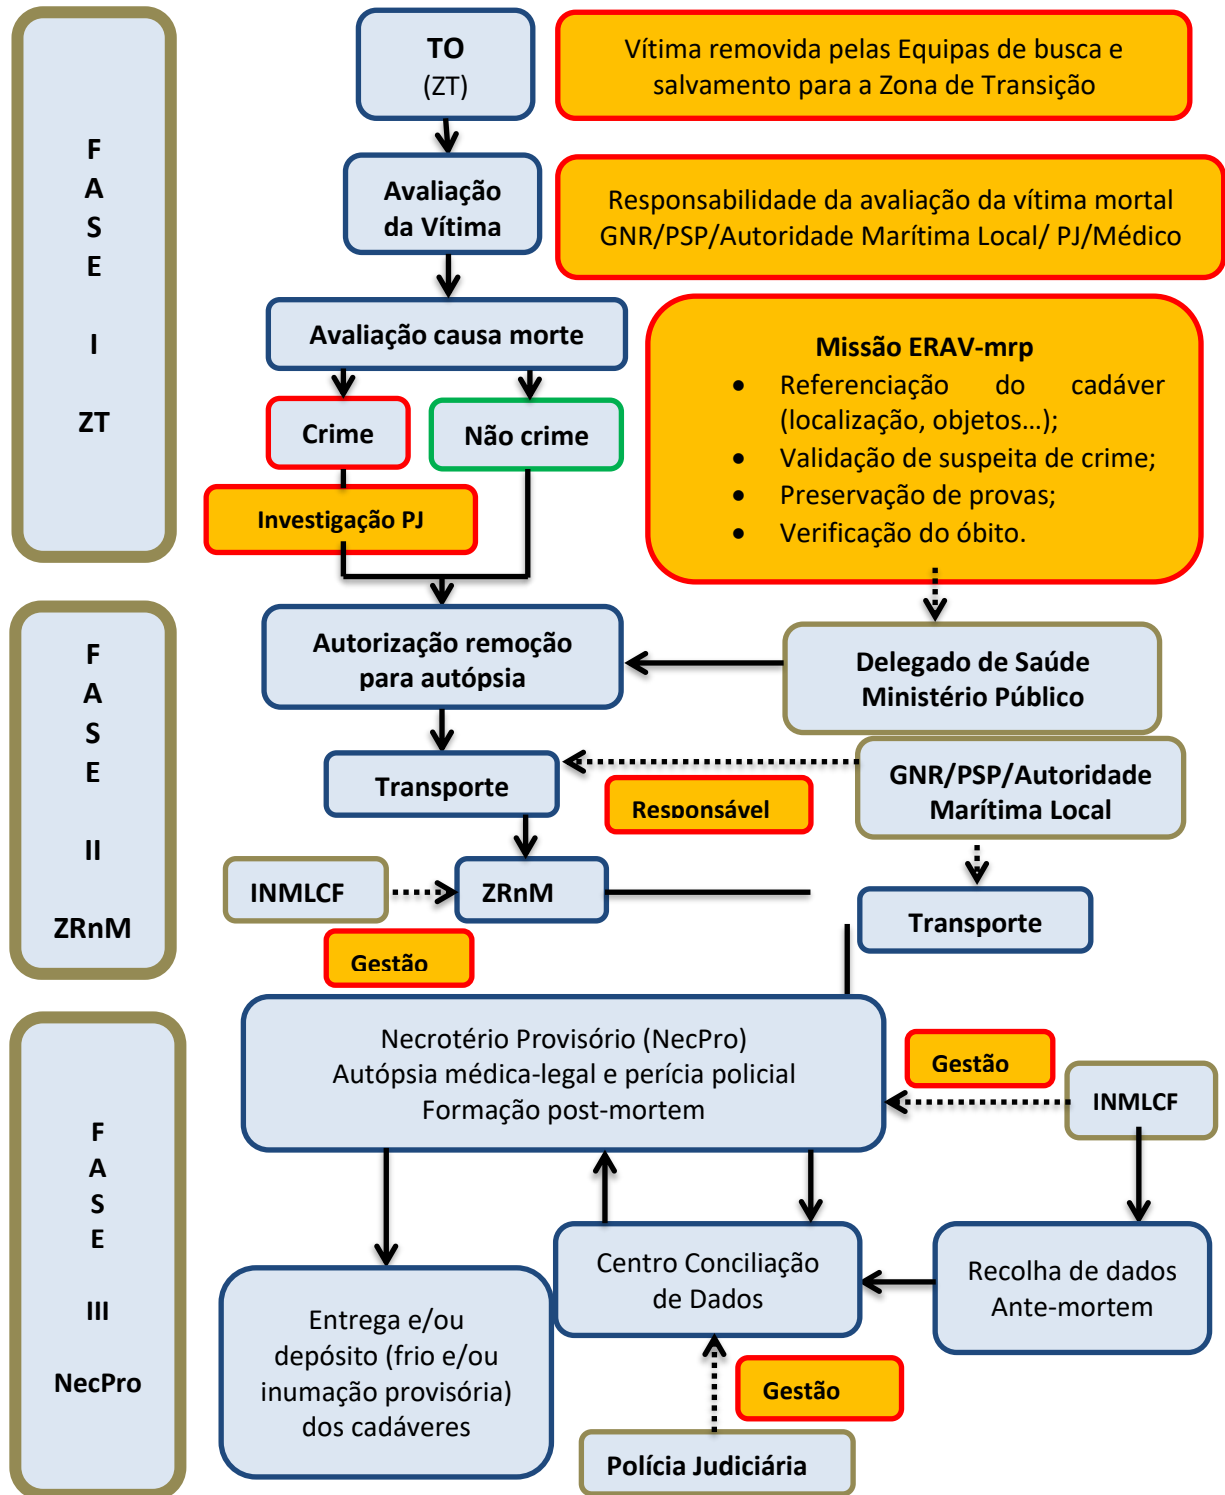 F
A
S
E
I
ZT
TO
(ZT)
Vítima removida pelas Equipas de busca e
salvamento para a Zona de Transição
Avaliação
da Vítima
Responsabilidade da avaliação da vítima mortal
GNR/PSP/Autoridade Marítima Local/ PJ/Médico
Avaliação causa morte
Crime
Não crime
Investigação PJ
Missão ERAV-mrp
• Referenciação do cadáver
(localização, objetos…);
• Validação de suspeita de crime;
• Preservação de provas;
• Verificação do óbito.
F
A
S
E
II
ZRnM
Autorização remoção
para autópsia
Delegado de Saúde
Ministério Público
Transporte
Responsável
GNR/PSP/Autoridade
Marítima Local
INMLCF
ZRnM
Transporte
Gestão
F
A
S
E
III
NecPro
Necrotério Provisório (NecPro)
Autópsia médica-legal e perícia policial
Formação post-mortem
Gestão
INMLCF
Centro Conciliação
de Dados
Recolha de dados
Ante-mortem
Entrega e/ou
depósito (frio e/ou
inumação provisória)
dos cadáveres
Gestão
Polícia Judiciária